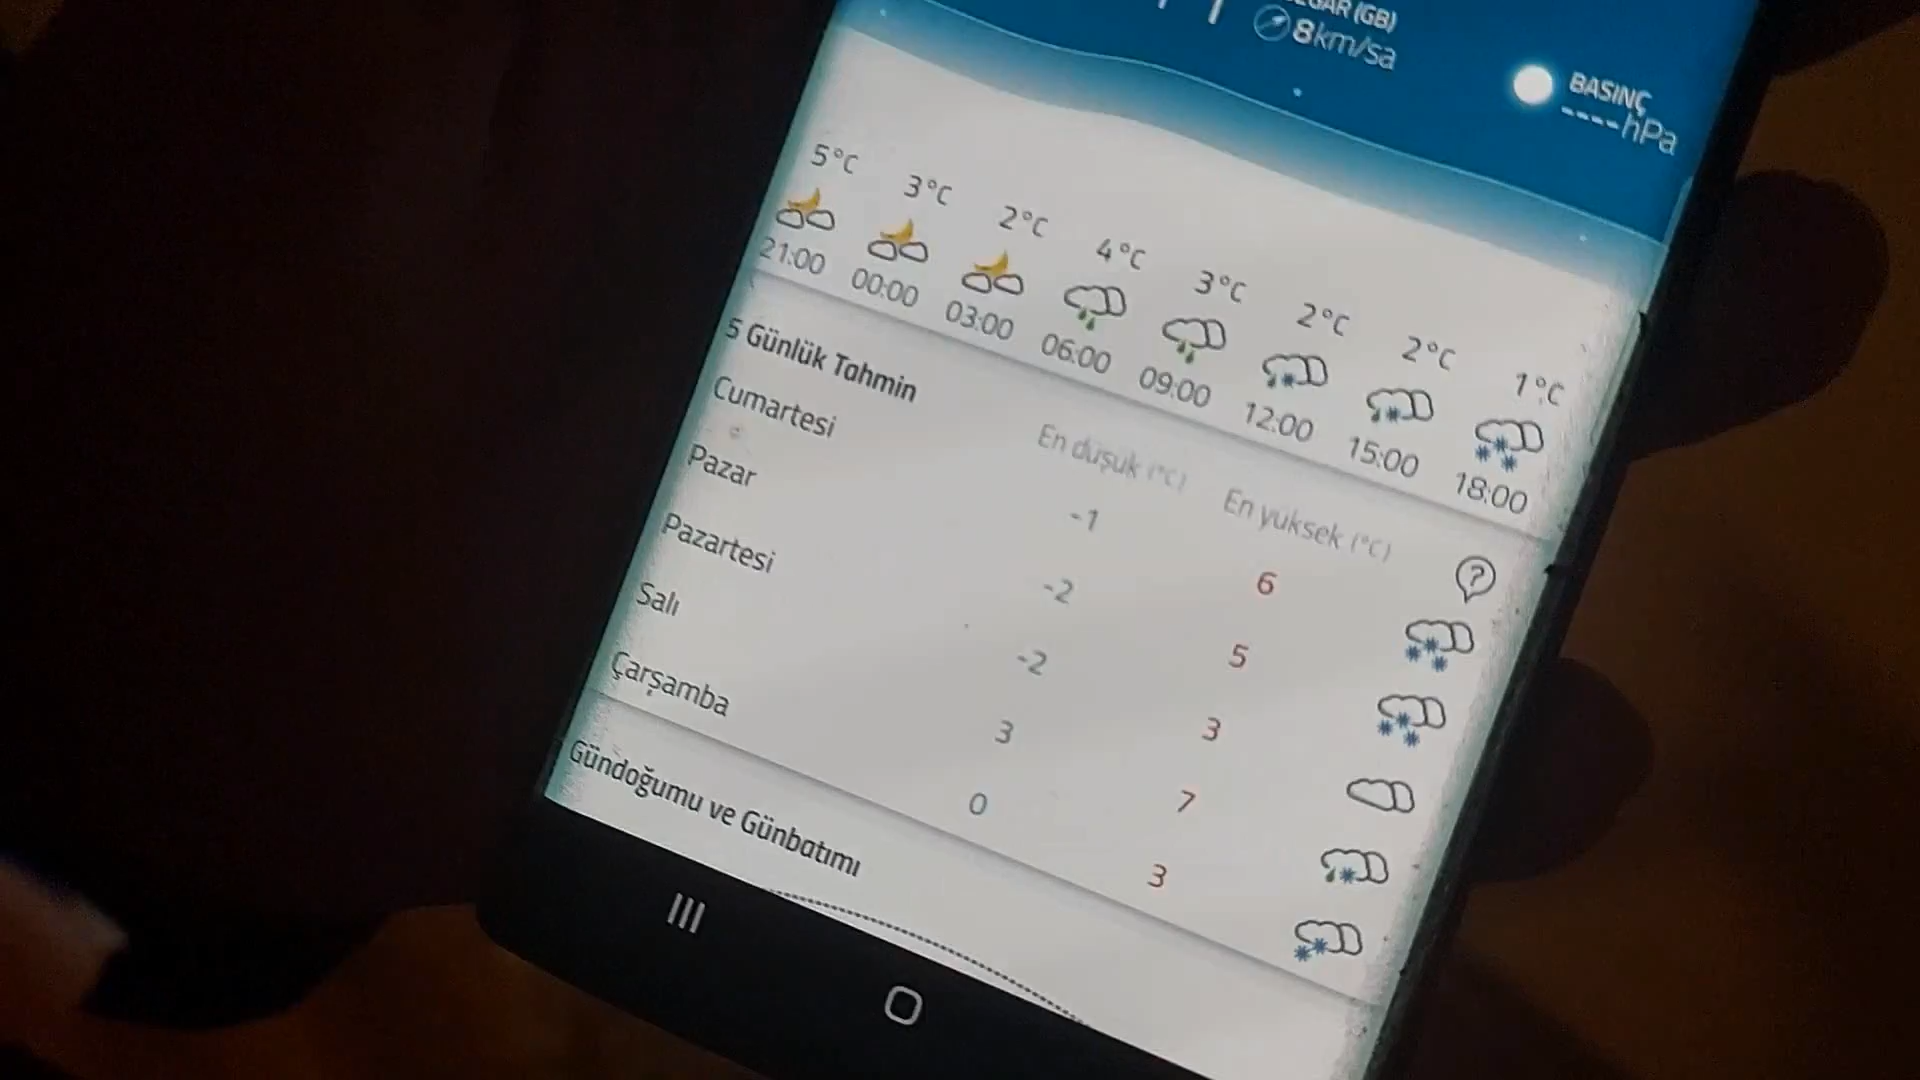 8km/sa
BASINÇ
----hPa
5°C 3°C 2°C 4°C 3°C 2°C 2°C 1°C
21:00 00:00 03:00 06:00 09:00 12:00 15:00 18:00
5 Günlük Tahmin
En düşük (°C) En yüksek (°C)
Cumartesi -1 6
Pazar -2 5
Pazartesi -2 3
Salı 3 7
Çarşamba 0 3
Gündoğumu ve Günbatımı